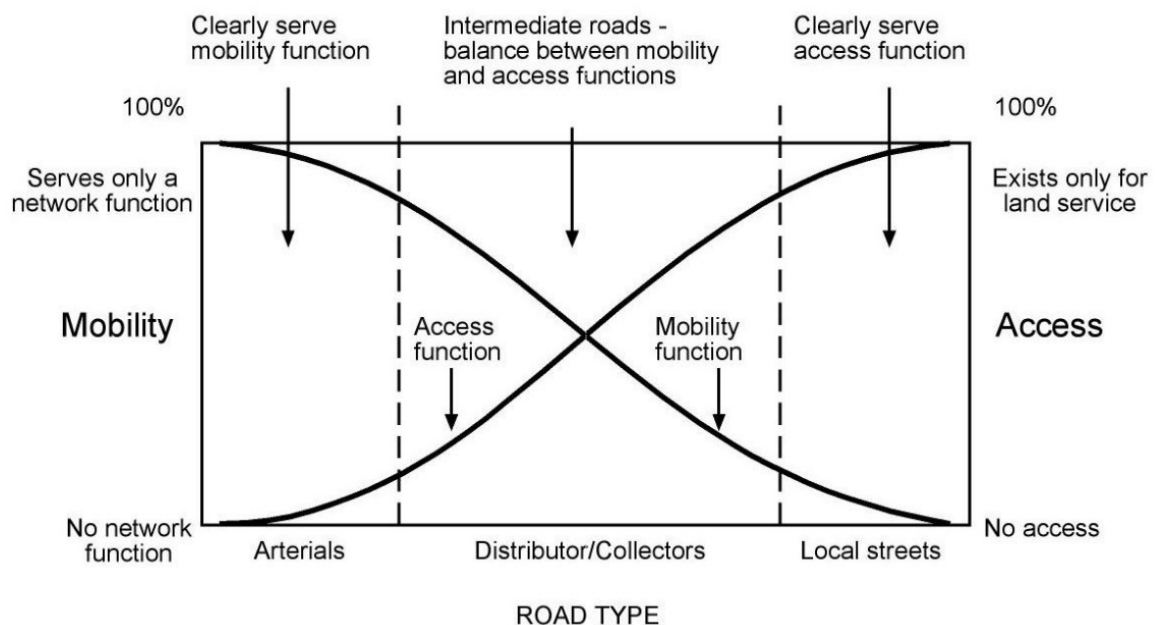 Clearly serve
mobility function
Intermediate roads -
balance between mobility
and access functions
Clearly serve
access function
100%
100%
Serves only a
network function
Exists only for
land service
Mobility
Access
function
Mobility
function
Access
No network
function
No access
Arterials
Distributor/Collectors
Local streets
ROAD TYPE